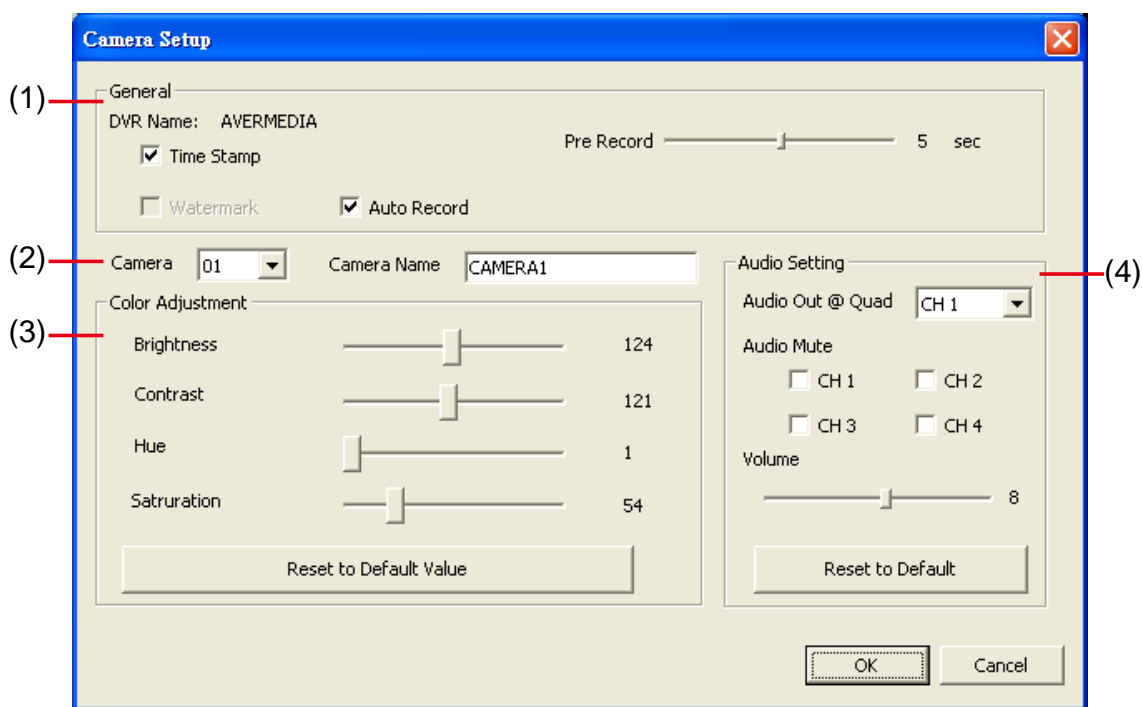 Camera Setup
(1)
General
DVR Name: AVERMEDIA
Time Stamp
Pre Record 5 sec
Watermark
Auto Record
(2)
Camera 01
Camera Name CAMERA1
(3)
Color Adjustment
Brightness 124
Contrast 121
Hue 1
Satruration 54
Reset to Default Value
(4)
Audio Setting
Audio Out @ Quad CH 1
Audio Mute
CH 1 CH 2
CH 3 CH 4
Volume
8
Reset to Default
OK Cancel